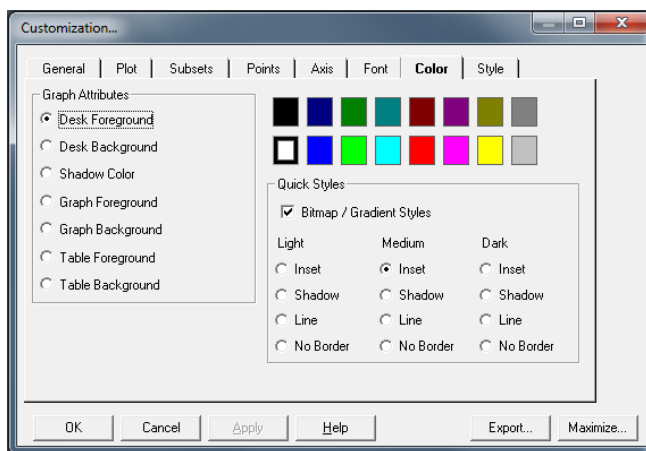 Customization...
General Plot Subsets Points Axis Font Color Style
Graph Attributes
Desk Foreground
Desk Background
Shadow Color
Graph Foreground
Graph Background
Table Foreground
Table Background
Quick Styles
Bitmap / Gradient Styles
Light Medium Dark
Inset Inset Inset
Shadow Shadow Shadow
Line Line Line
No Border No Border No Border
OK Cancel Apply Help Export... Maximize...